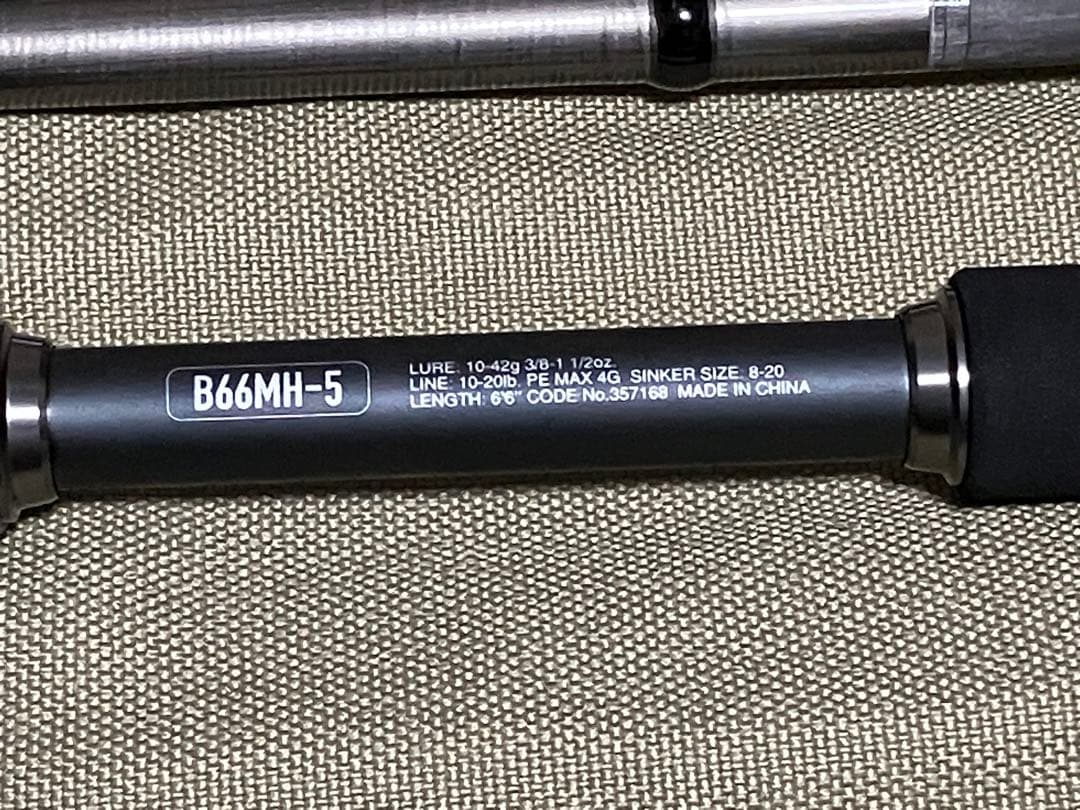 B66MH-5
LURE: 10-42g 3/8-1 1/2oz.
LINE: 10-20lb. PE MAX 4G SINKER SIZE. 8-20
LENGTH: 6'6" CODE No.357168 MADE IN CHINA